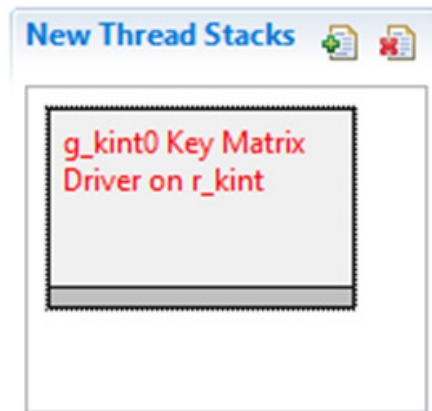 New Thread Stacks
g_kint0 Key Matrix
Driver on r_kint